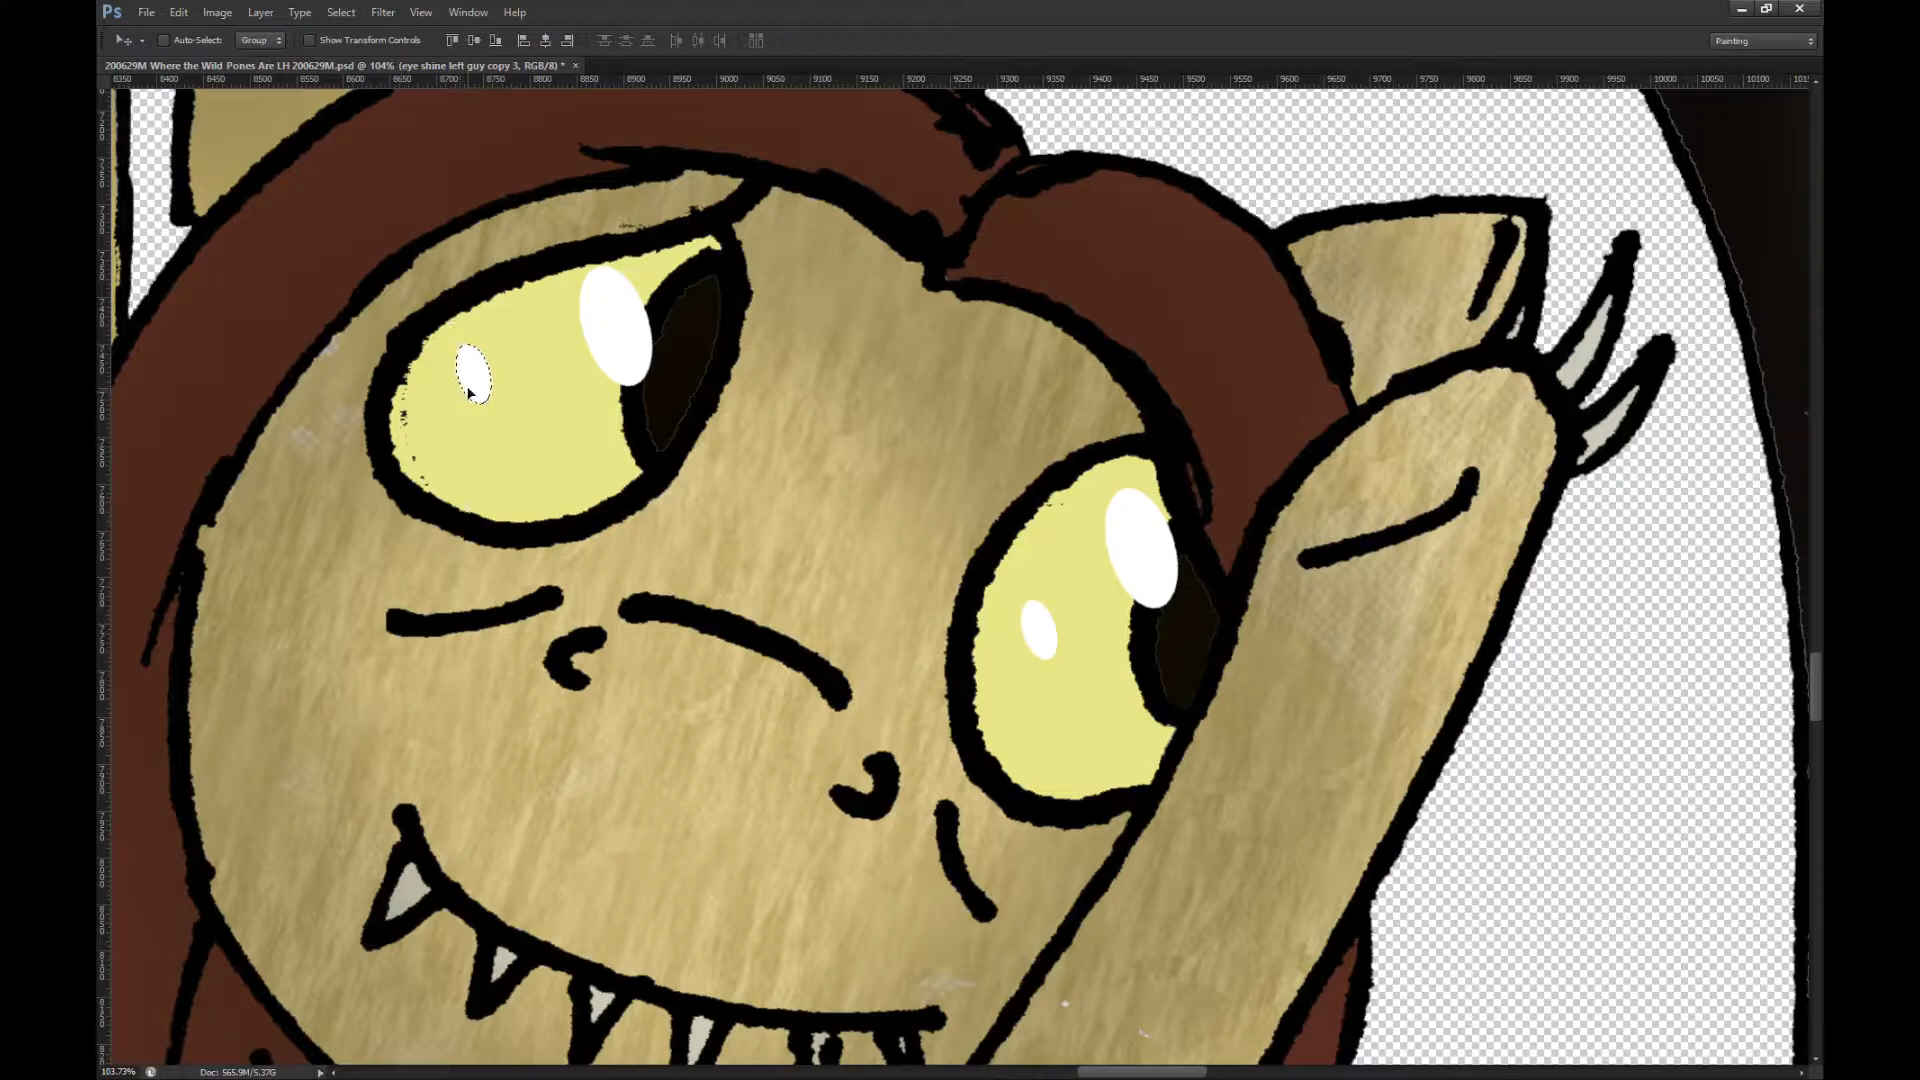 Ps File Edit Image Layer Type Select Filter View Window Help
Auto-Select: Group Show Transform Controls Painting
200629M Where the Wild Pones Are LH 200629M.psd @ 104% (eye shine left guy copy 3, RGB/8) * ×
8350 8400 8450 8500 8550 8600 8650 8700 8750 8800 8850 8900 8950 9000 9050 9100 9150 9200 9250 9300 9350 9400 9450 9500 9550 9600 9650 9700 9750 9800 9850 9900 9950 10000 10050 10100
103.73% Doc: 565.9M/5.37G